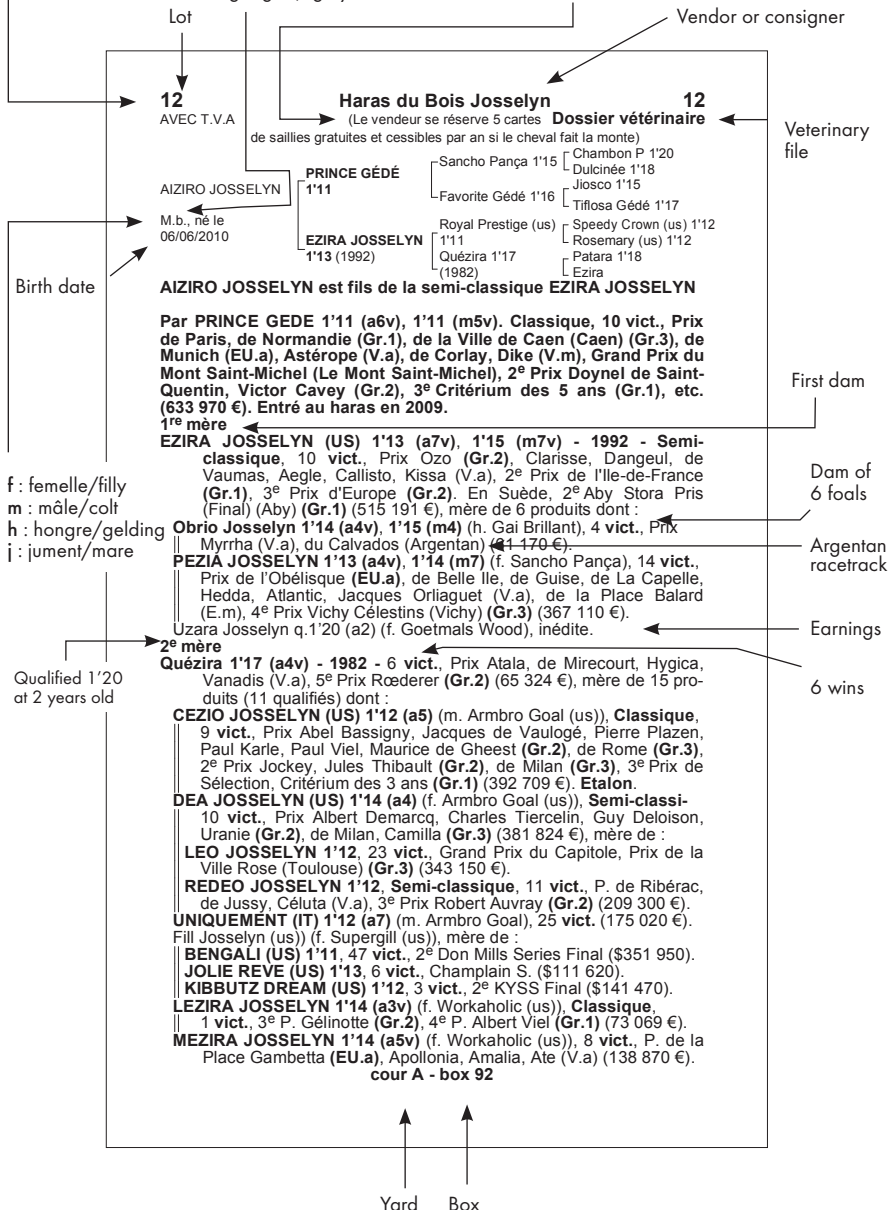 Lot
Vendor or consigner
12 Haras du Bois Josselyn 12
AVEC T.V.A (Le vendeur se réserve 5 cartes Dossier vétérinaire
de saillies gratuites et cessibles par an si le cheval fait la monte)
Veterinary
file
AIZIRO JOSSELYN
M.b., né le
06/06/2010
PRINCE GÉDÉ
1'11
Sancho Pança 1'15
Chambon P 1'20
Dulcinée 1'18
Favorite Gédé 1'16
Jiosco 1'15
Tiflosa Gédé 1'17
EZIRA JOSSELYN
1'13 (1992)
Royal Prestige (us)
1'11
Speedy Crown (us) 1'12
Rosemary (us) 1'12
Quézira 1'17
(1982)
Patara 1'18
Ezira
Birth date
AIZIRO JOSSELYN est fils de la semi-classique EZIRA JOSSELYN
Par PRINCE GEDE 1’11 (a6v), 1’11 (m5v). Classique, 10 vict., Prix
de Paris, de Normandie (Gr.1), de la Ville de Caen (Caen) (Gr.3), de
Munich (EU.a), Astérope (V.a), de Corlay, Dike (V.m), Grand Prix du
Mont Saint-Michel (Le Mont Saint-Michel), 2e Prix Doynel de Saint-
Quentin, Victor Cavey (Gr.2), 3e Critérium des 5 ans (Gr.1), etc.
(633 970 €). Entré au haras en 2009.
First dam
1re mère
EZIRA JOSSELYN (US) 1'13 (a7v), 1'15 (m7v) - 1992 - Semi-
classique, 10 vict., Prix Ozo (Gr.2), Clarisse, Dangeul, de
Vaumas, Aegle, Callisto, Kissa (V.a), 2e Prix de l'Ile-de-France
(Gr.1), 3e Prix d'Europe (Gr.2). En Suède, 2e Aby Stora Pris
(Final) (Aby) (Gr.1) (515 191 €), mère de 6 produits dont :
Dam of
6 foals
f : femelle/filly
m : mâle/colt
h : hongre/gelding
j : jument/mare
Obrio Josselyn 1'14 (a4v), 1'15 (m4) (h. Gai Brillant), 4 vict., Prix
Myrrha (V.a), du Calvados (Argentan) (31 170 €).
Argentan
racetrack
PEZIA JOSSELYN 1'13 (a4v), 1'14 (m7) (f. Sancho Pança), 14 vict.,
Prix de l’Obélisque (EU.a), de Belle Ile, de Guise, de La Capelle,
Hedda, Atlantic, Jacques Orliaguet (V.a), de la Place Balard
(E.m), 4e Prix Vichy Célestins (Vichy) (Gr.3) (367 110 €).
Uzara Josselyn q.1'20 (a2) (f. Goetmals Wood), inédite.
Earnings
2e mère
Qualified 1’20
at 2 years old
Quézira 1'17 (a4v) - 1982 - 6 vict., Prix Atala, de Mirecourt, Hygica,
Vanadis (V.a), 5e Prix Rœderer (Gr.2) (65 324 €), mère de 15 pro-
duits (11 qualifiés) dont :
6 wins
CEZIO JOSSELYN (US) 1'12 (a5) (m. Armbro Goal (us)), Classique,
9 vict., Prix Abel Bassigny, Jacques de Vaulogé, Pierre Plazen,
Paul Karle, Paul Viel, Maurice de Gheest (Gr.2), de Rome (Gr.3),
2e Prix Jockey, Jules Thibault (Gr.2), de Milan (Gr.3), 3e Prix de
Sélection, Critérium des 3 ans (Gr.1) (392 709 €). Etalon.
DEA JOSSELYN (US) 1'14 (a4) (f. Armbro Goal (us)), Semi-classi-
10 vict., Prix Albert Demarcq, Charles Tiercelin, Guy Deloison,
Uranie (Gr.2), de Milan, Camilla (Gr.3) (381 824 €), mère de :
LEO JOSSELYN 1'12, 23 vict., Grand Prix du Capitole, Prix de la
Ville Rose (Toulouse) (Gr.3) (343 150 €).
REDEO JOSSELYN 1'12, Semi-classique, 11 vict., P. de Ribérac,
de Jussy, Céluta (V.a), 3e Prix Robert Auvray (Gr.2) (209 300 €).
UNIQUEMENT (IT) 1'12 (a7) (m. Armbro Goal), 25 vict. (175 020 €).
Fill Josselyn (us)) (f. Supergill (us)), mère de :
BENGALI (US) 1'11, 47 vict., 2e Don Mills Series Final ($351 950).
JOLIE REVE (US) 1'13, 6 vict., Champlain S. ($111 620).
KIBBUTZ DREAM (US) 1'12, 3 vict., 2e KYSS Final ($141 470).
LEZIRA JOSSELYN 1'14 (a3v) (f. Workaholic (us)), Classique,
1 vict., 3e P. Gélinotte (Gr.2), 4e P. Albert Viel (Gr.1) (73 069 €).
MEZIRA JOSSELYN 1’14 (a5v) (f. Workaholic (us)), 8 vict., P. de la
Place Gambetta (EU.a), Apollonia, Amalia, Ate (V.a) (138 870 €).
cour A - box 92
Yard Box